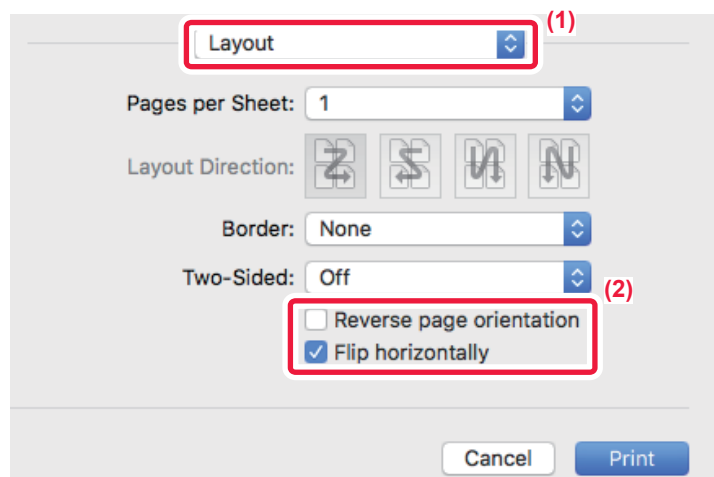 (1)
Layout
Pages per Sheet: 1
Layout Direction:
Border: None
Two-Sided: Off
(2)
Reverse page orientation
Flip horizontally
Cancel Print